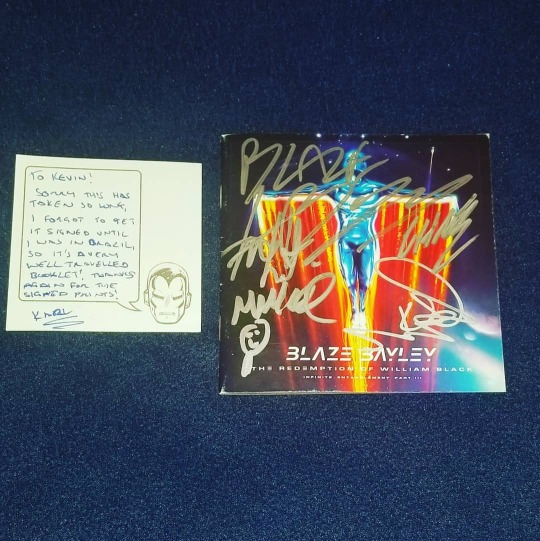 TO KEVIN!
SORRY THIS HAS
TAKEN SO LONG,
I FORGOT TO GET
IT SIGNED UNTIL
I WAS IN BRAZIL,
SO IT'S A VERY
WELL TRAVELLED
BOOKLET! THANKS
AGAIN FOR THE
SIGNED PRINTS!
KARL
BLAZE
BLAZE BAYLEY
THE REDEMPTION OF WILLIAM BLACK
INFINITE ENTANGLEMENT PART III